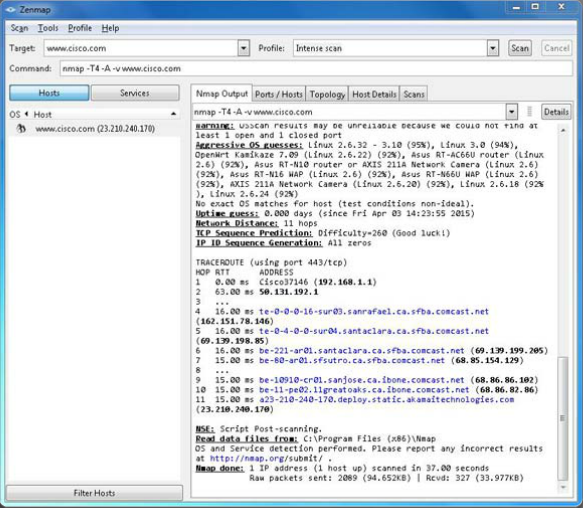 Zenmap
Scan Tools Profile Help
Target: www.cisco.com Profile: Intense scan Scan Cancel
Command: nmap -T4 -A -v www.cisco.com
Hosts Services
OS Host
www.cisco.com (23.210.240.170)
Filter Hosts
Nmap Output Ports / Hosts Topology Host Details Scans
nmap -T4 -A -v www.cisco.com Details
Warning: OSScan results may be unreliable because we could not find at
least 1 open and 1 closed port
Aggressive OS guesses: Linux 2.6.32 - 3.10 (95%), Linux 3.0 (94%),
OpenWrt Kamikaze 7.09 (Linux 2.6.22) (92%), Asus RT-AC66U router (Linux
2.6) (92%), Asus RT-N10 router or AXIS 211A Network Camera (Linux
2.6) (92%), Asus RT-N16 WAP (Linux 2.6) (92%), Asus RT-N66U WAP (Linux 2.6)
(92%), AXIS 211A Network Camera (Linux 2.6.20) (92%), Linux 2.6.18 (92%
), Linux 2.6.24 (92%)
No exact OS matches for host (test conditions non-ideal).
Uptime guess: 0.000 days (since Fri Apr 03 14:23:55 2015)
Network Distance: 11 hops
TCP Sequence Prediction: Difficulty=260 (Good luck!)
IP ID Sequence Generation: All zeros
TRACEROUTE (using port 443/tcp)
HOP RTT ADDRESS
1 0.00 ms Cisco37146 (192.168.1.1)
2 63.00 ms 50.131.192.1
3 ...
4 16.00 ms te-0-0-0-16-sur03.sanrafael.ca.sfba.comcast.net
(162.151.78.146)
5 16.00 ms te-0-4-0-0-sur04.santaclara.ca.sfba.comcast.net
(69.139.198.85)
6 16.00 ms be-221-ar01.santaclara.ca.sfba.comcast.net (69.139.199.205)
7 15.00 ms be-80-ar01.sfsutro.ca.sfba.comcast.net (68.85.154.129)
8 ...
9 15.00 ms be-10910-cr01.sanjose.ca.ibone.comcast.net (68.86.86.102)
10 15.00 ms be-11-pe02.11greatoaks.ca.ibone.comcast.net (68.86.82.86)
11 15.00 ms a23-210-240-170.deploy.static.akamaitechnologies.com
(23.210.240.170)
NSE: Script Post-scanning.
Read data files from: C:\Program Files (x86)\Nmap
OS and Service detection performed. Please report any incorrect results
at http://nmap.org/submit/ .
Nmap done: 1 IP address (1 host up) scanned in 37.00 seconds
Raw packets sent: 2089 (94.652KB) | Rcvd: 327 (33.977KB)